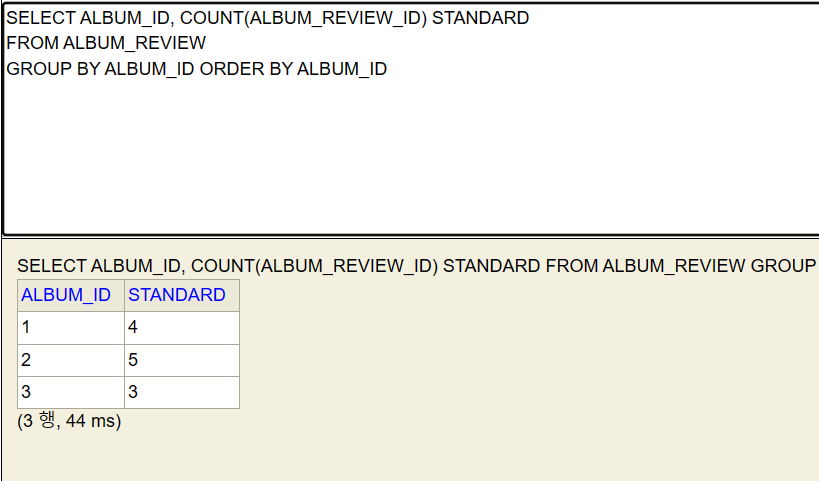 SELECT ALBUM_ID, COUNT(ALBUM_REVIEW_ID) STANDARD
FROM ALBUM_REVIEW
GROUP BY ALBUM_ID ORDER BY ALBUM_ID
SELECT ALBUM_ID, COUNT(ALBUM_REVIEW_ID) STANDARD FROM ALBUM_REVIEW GROUP
ALBUM_ID STANDARD
1 4
2 5
3 3
(3 행, 44 ms)